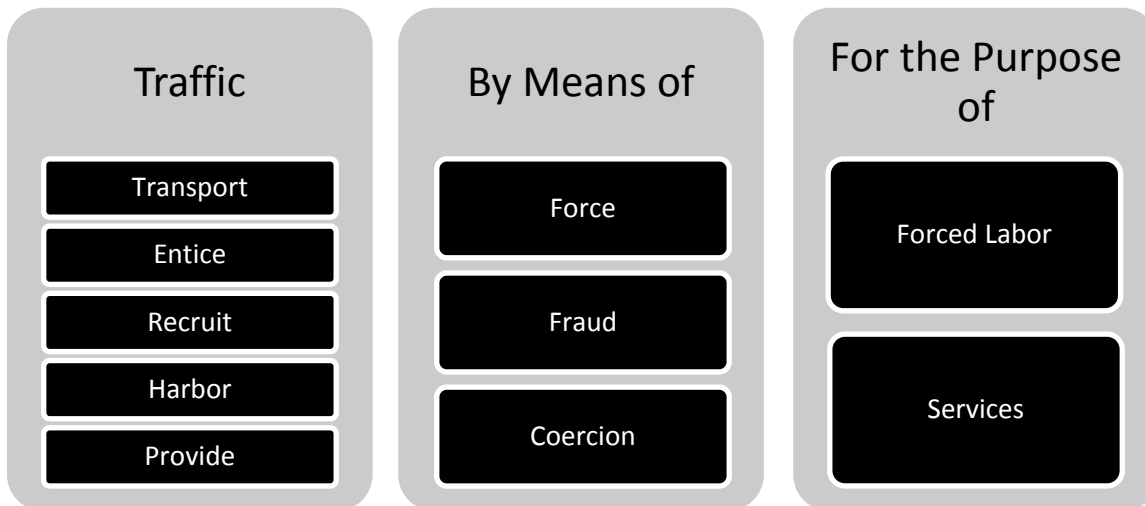 Traffic
Transport
Entice
Recruit
Harbor
Provide
By Means of
Force
Fraud
Coercion
For the Purpose
of
Forced Labor
Services